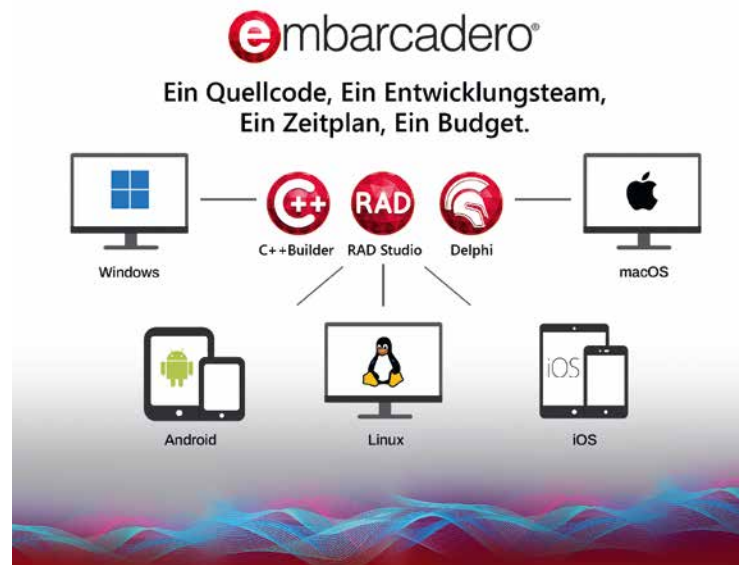 embarcadero®
Ein Quellcode, Ein Entwicklungsteam,
Ein Zeitplan, Ein Budget.
C++ RAD
C++Builder RAD Studio Delphi
Windows macOS
iOS
Android Linux iOS